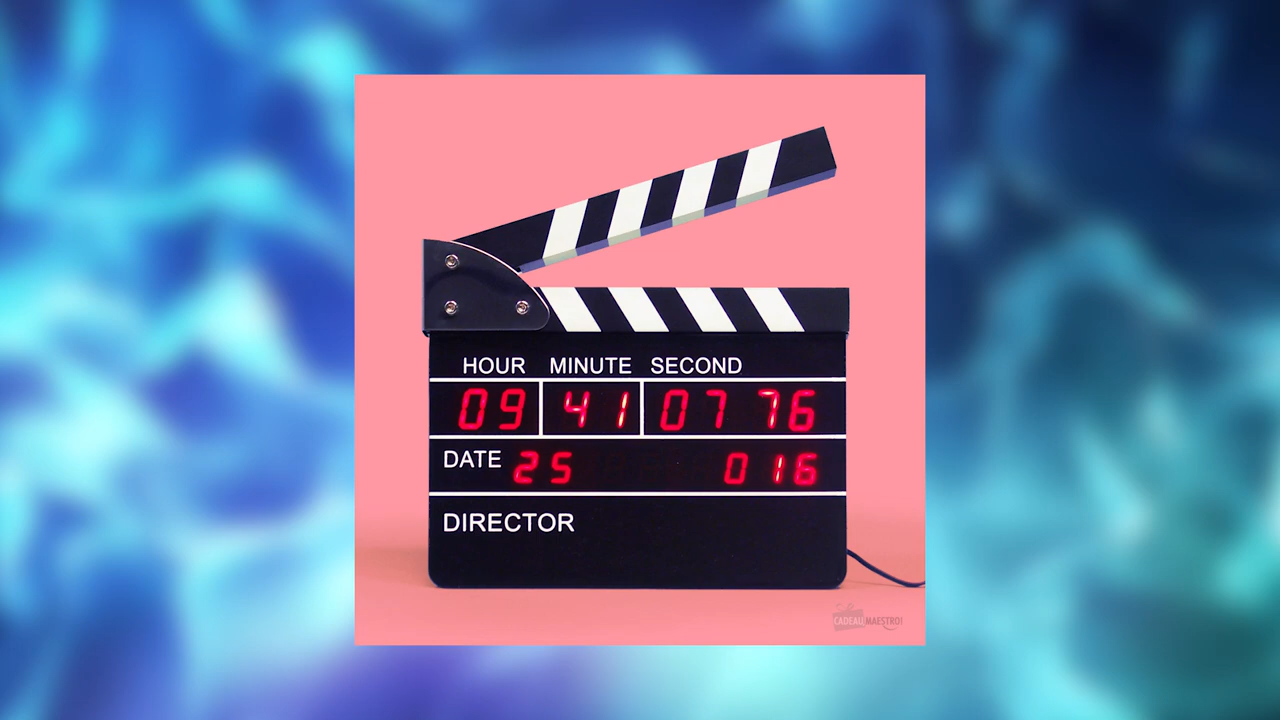 HOUR MINUTE SECOND
09 41 07 76
DATE 25 016
DIRECTOR
CADEAU MAESTRO!